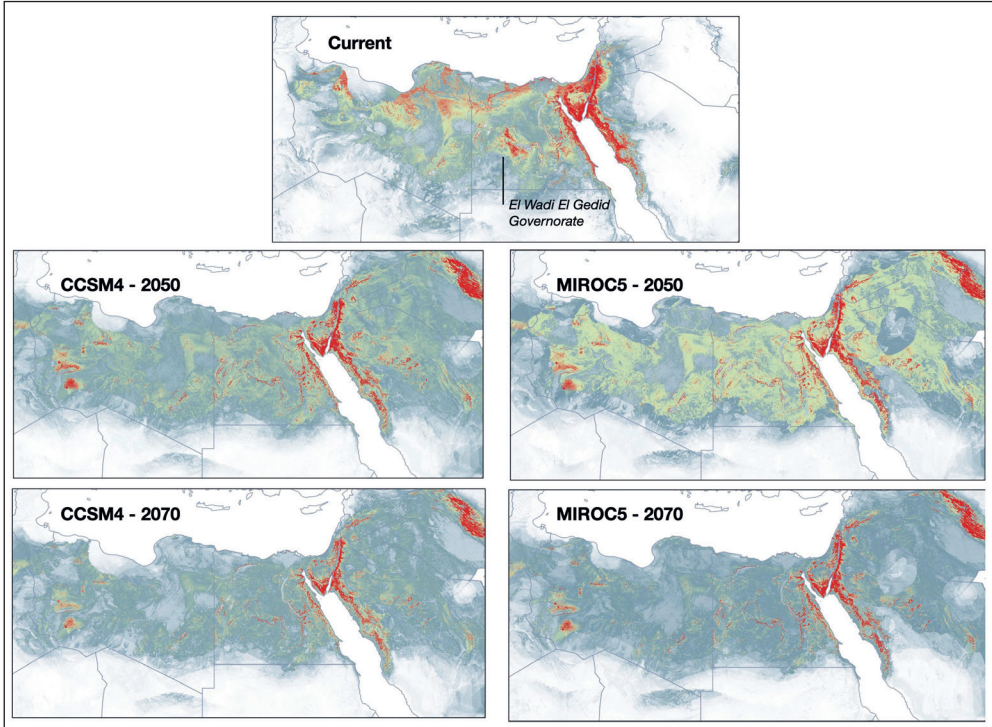 Current
El Wadi El Gedid
Governorate
CCSM4 - 2050
MIROC5 - 2050
CCSM4 - 2070
MIROC5 - 2070